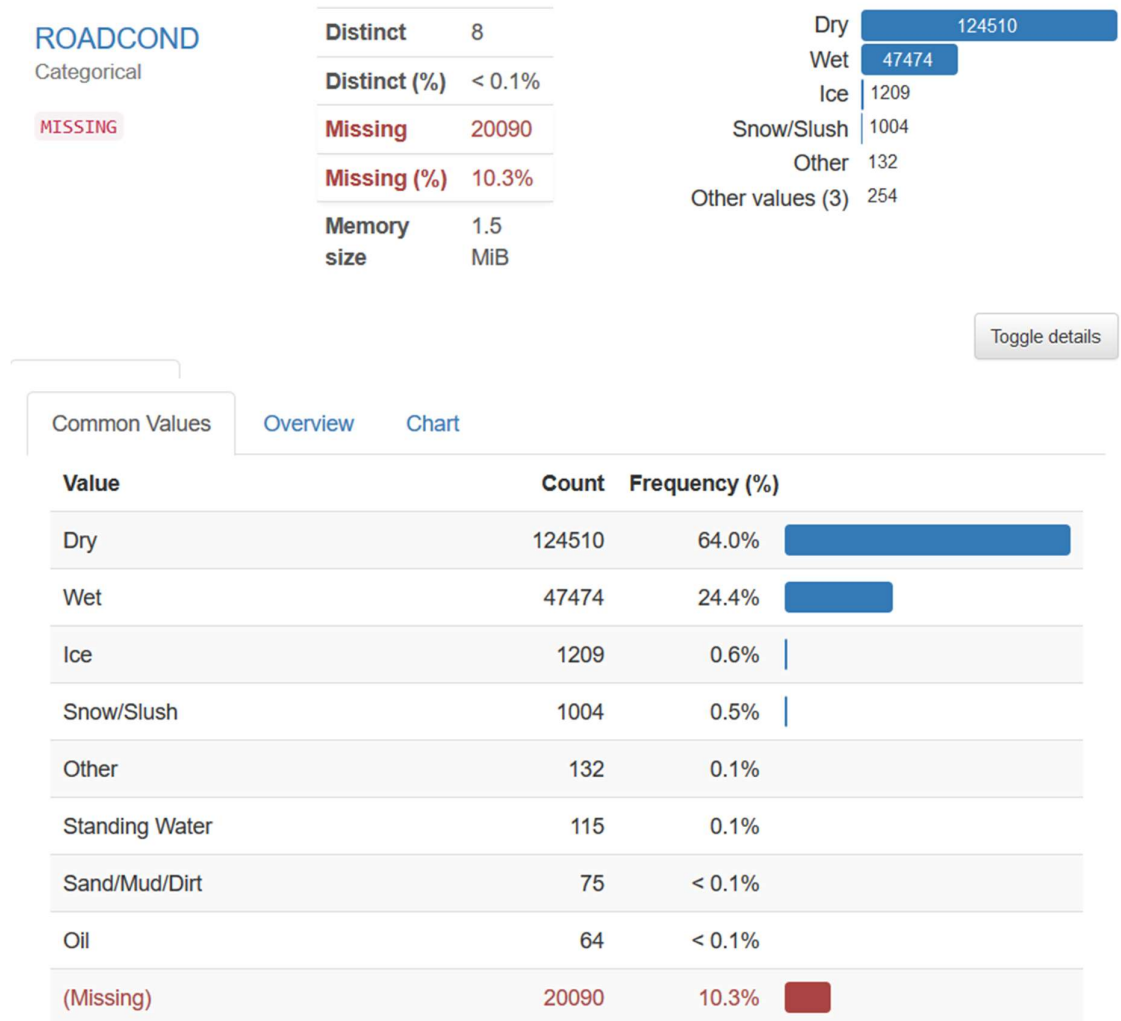 ROADCOND
Categorical
MISSING
Distinct 8
Distinct (%) < 0.1%
Missing 20090
Missing (%) 10.3%
Memory 1.5
size MiB
Dry 124510
Wet 47474
Ice 1209
Snow/Slush 1004
Other 132
Other values (3) 254
Toggle details
Common Values Overview Chart
Value Count Frequency (%)
Dry 124510 64.0%
Wet 47474 24.4%
Ice 1209 0.6%
Snow/Slush 1004 0.5%
Other 132 0.1%
Standing Water 115 0.1%
Sand/Mud/Dirt 75 < 0.1%
Oil 64 < 0.1%
(Missing) 20090 10.3%